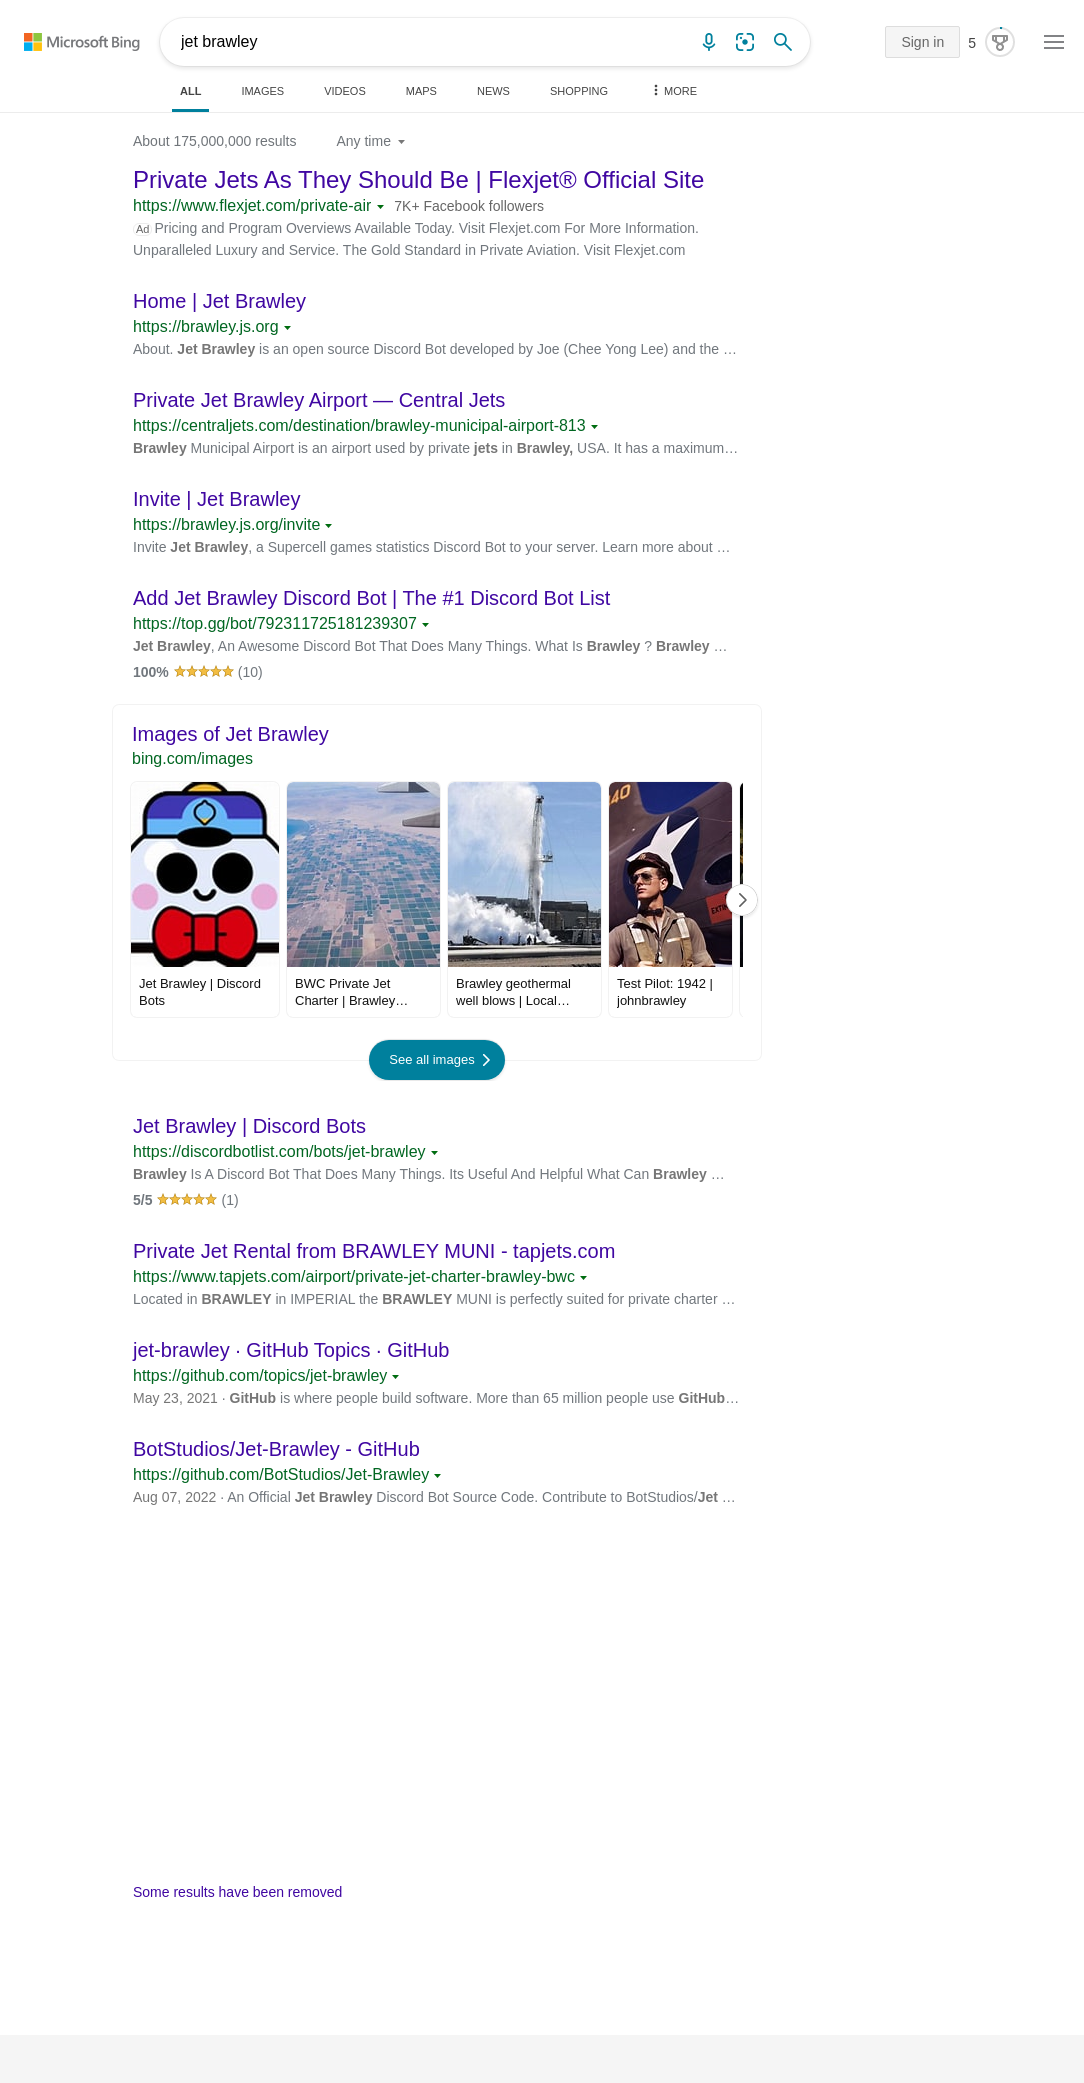 Microsoft Bing
jet brawley
Sign in
5
ALL
IMAGES
VIDEOS
MAPS
NEWS
SHOPPING
MORE
About 175,000,000 results
Any time
Private Jets As They Should Be | Flexjet® Official Site
https://www.flexjet.com/private-air 7K+ Facebook followers
Ad Pricing and Program Overviews Available Today. Visit Flexjet.com For More Information.
Unparalleled Luxury and Service. The Gold Standard in Private Aviation. Visit Flexjet.com
Home | Jet Brawley
https://brawley.js.org
About. Jet Brawley is an open source Discord Bot developed by Joe (Chee Yong Lee) and the …
Private Jet Brawley Airport — Central Jets
https://centraljets.com/destination/brawley-municipal-airport-813
Brawley Municipal Airport is an airport used by private jets in Brawley, USA. It has a maximum…
Invite | Jet Brawley
https://brawley.js.org/invite
Invite Jet Brawley, a Supercell games statistics Discord Bot to your server. Learn more about …
Add Jet Brawley Discord Bot | The #1 Discord Bot List
https://top.gg/bot/792311725181239307
Jet Brawley, An Awesome Discord Bot That Does Many Things. What Is Brawley ? Brawley …
100% (10)
Images of Jet Brawley
bing.com/images
40
EXTIN
Jet Brawley | Discord
Bots
BWC Private Jet
Charter | Brawley…
Brawley geothermal
well blows | Local…
Test Pilot: 1942 |
johnbrawley
See all images
Jet Brawley | Discord Bots
https://discordbotlist.com/bots/jet-brawley
Brawley Is A Discord Bot That Does Many Things. Its Useful And Helpful What Can Brawley …
5/5 (1)
Private Jet Rental from BRAWLEY MUNI - tapjets.com
https://www.tapjets.com/airport/private-jet-charter-brawley-bwc
Located in BRAWLEY in IMPERIAL the BRAWLEY MUNI is perfectly suited for private charter …
jet-brawley · GitHub Topics · GitHub
https://github.com/topics/jet-brawley
May 23, 2021 · GitHub is where people build software. More than 65 million people use GitHub…
BotStudios/Jet-Brawley - GitHub
https://github.com/BotStudios/Jet-Brawley
Aug 07, 2022 · An Official Jet Brawley Discord Bot Source Code. Contribute to BotStudios/Jet …
Some results have been removed